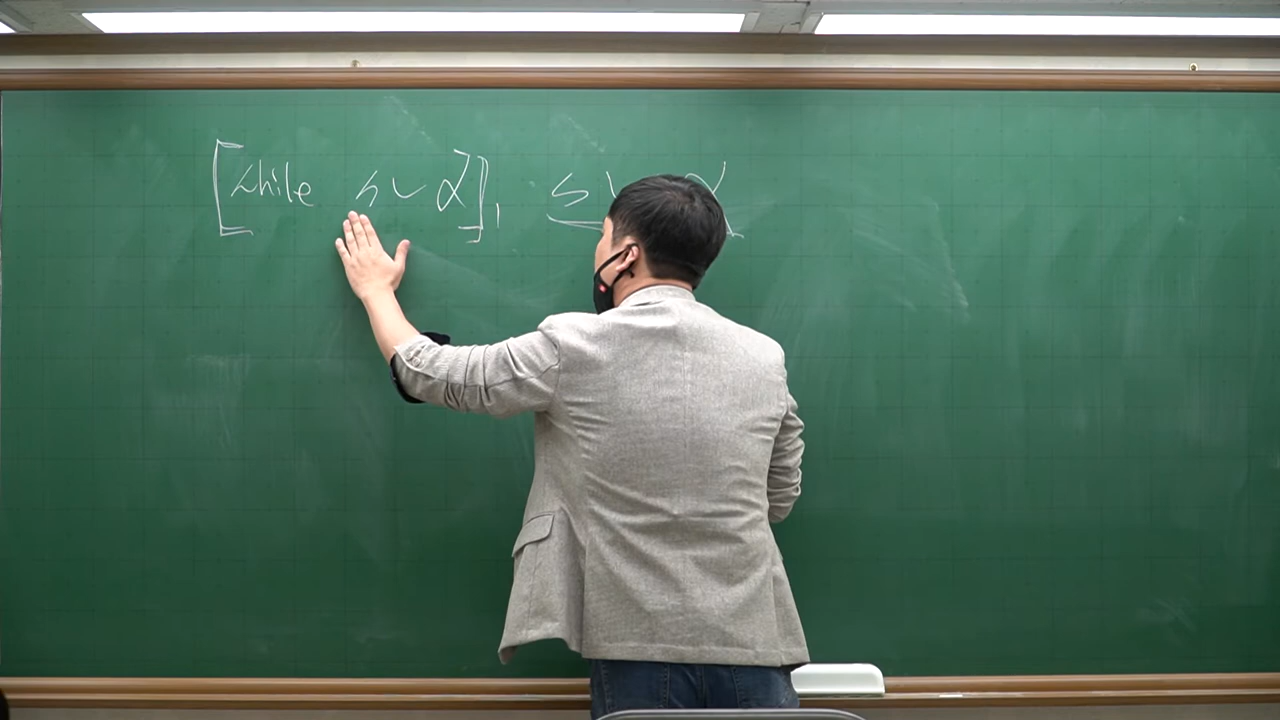 [while s v α], s v α